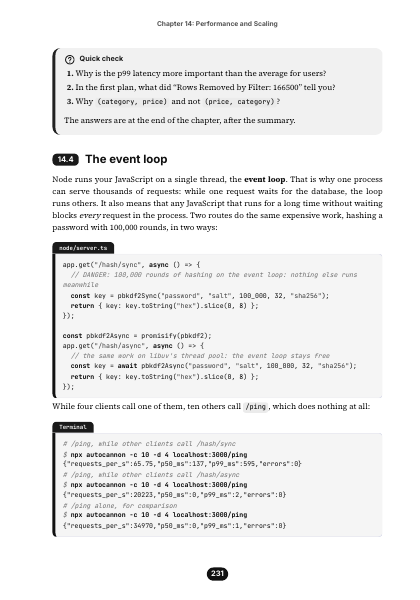 Chapter 14: Performance and Scaling
Quick check
1. Why is the p99 latency more important than the average for users?
2. In the first plan, what did "Rows Removed by Filter: 166500" tell you?
3. Why (category, price) and not (price, category)?
The answers are at the end of the chapter, after the summary.
14.4 The event loop
Node runs your JavaScript on a single thread, the event loop. That is why one process
can serve thousands of requests: while one request waits for the database, the loop
runs others. It also means that any JavaScript that runs for a long time without waiting
blocks every request in the process. Two routes do the same expensive work, hashing a
password with 100,000 rounds, in two ways:
node/server.ts
app.get("/hash/sync", async () => {
// DANGER: 100,000 rounds of hashing on the event loop: nothing else runs
meanwhile
const key = pbkdf2Sync("password", "salt", 100_000, 32, "sha256");
return { key: key.toString("hex").slice(0, 8) };
});
const pbkdf2Async = promisify(pbkdf2);
app.get("/hash/async", async () => {
// the same work on libuv's thread pool: the event loop stays free
const key = await pbkdf2Async("password", "salt", 100_000, 32, "sha256");
return { key: key.toString("hex").slice(0, 8) };
});
While four clients call one of them, ten others call /ping, which does nothing at all:
Terminal
# /ping, while other clients call /hash/sync
$ npx autocannon -c 10 -d 4 localhost:3000/ping
{"requests_per_s":65.75,"p50_ms":137,"p99_ms":595,"errors":0}
# /ping, while other clients call /hash/async
$ npx autocannon -c 10 -d 4 localhost:3000/ping
{"requests_per_s":20223,"p50_ms":0,"p99_ms":2,"errors":0}
# /ping alone, for comparison
$ npx autocannon -c 10 -d 4 localhost:3000/ping
{"requests_per_s":34970,"p50_ms":0,"p99_ms":1,"errors":0}
231